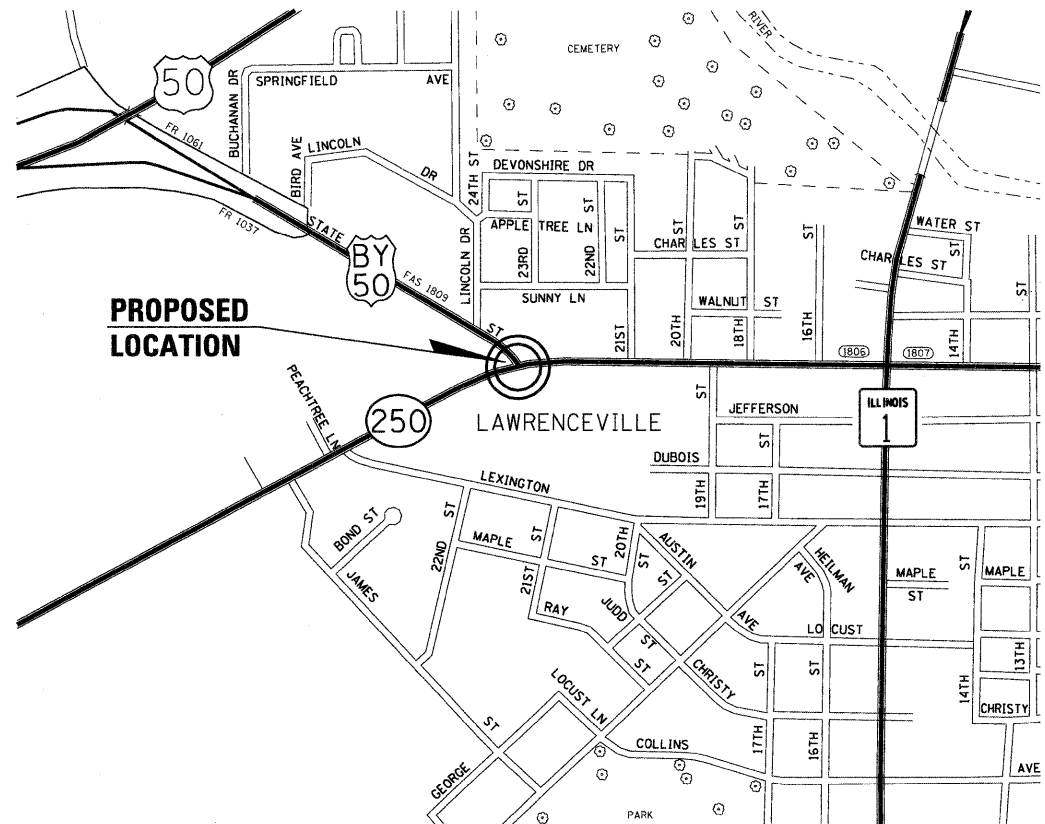 RIVER
CEMETERY
50
SPRINGFIELD AVE
BUCHANAN DR
FR 1061
BIRD AVE
LINCOLN DR
24TH ST
DEVONSHIRE DR
FR 1037
STATE ST
BY
50
FAS 1809
LINCOLN DR
APPLE TREE LN
23RD ST
22ND ST
SUNNY LN
21ST ST
CHARLES ST
20TH ST
WALNUT ST
18TH ST
16TH ST
WATER ST
CHARLES ST
14TH ST
ST
PROPOSED
LOCATION
1806
1807
PEACHTREE LN
250
LAWRENCEVILLE
ILLINOIS
1
JEFFERSON
DUBOIS
19TH ST
17TH ST
LEXINGTON
BOND ST
22ND ST
MAPLE ST
21ST ST
20TH ST
AUSTIN AVE
HEILMAN AVE
MAPLE
ST
MAPLE
JAMES ST
RAY ST
JUDD ST
LOCUST
CHRISTY ST
14TH ST
13TH
CHRISTY
LOCUST LN
17TH ST
16TH ST
COLLINS AVE
GEORGE
PARK